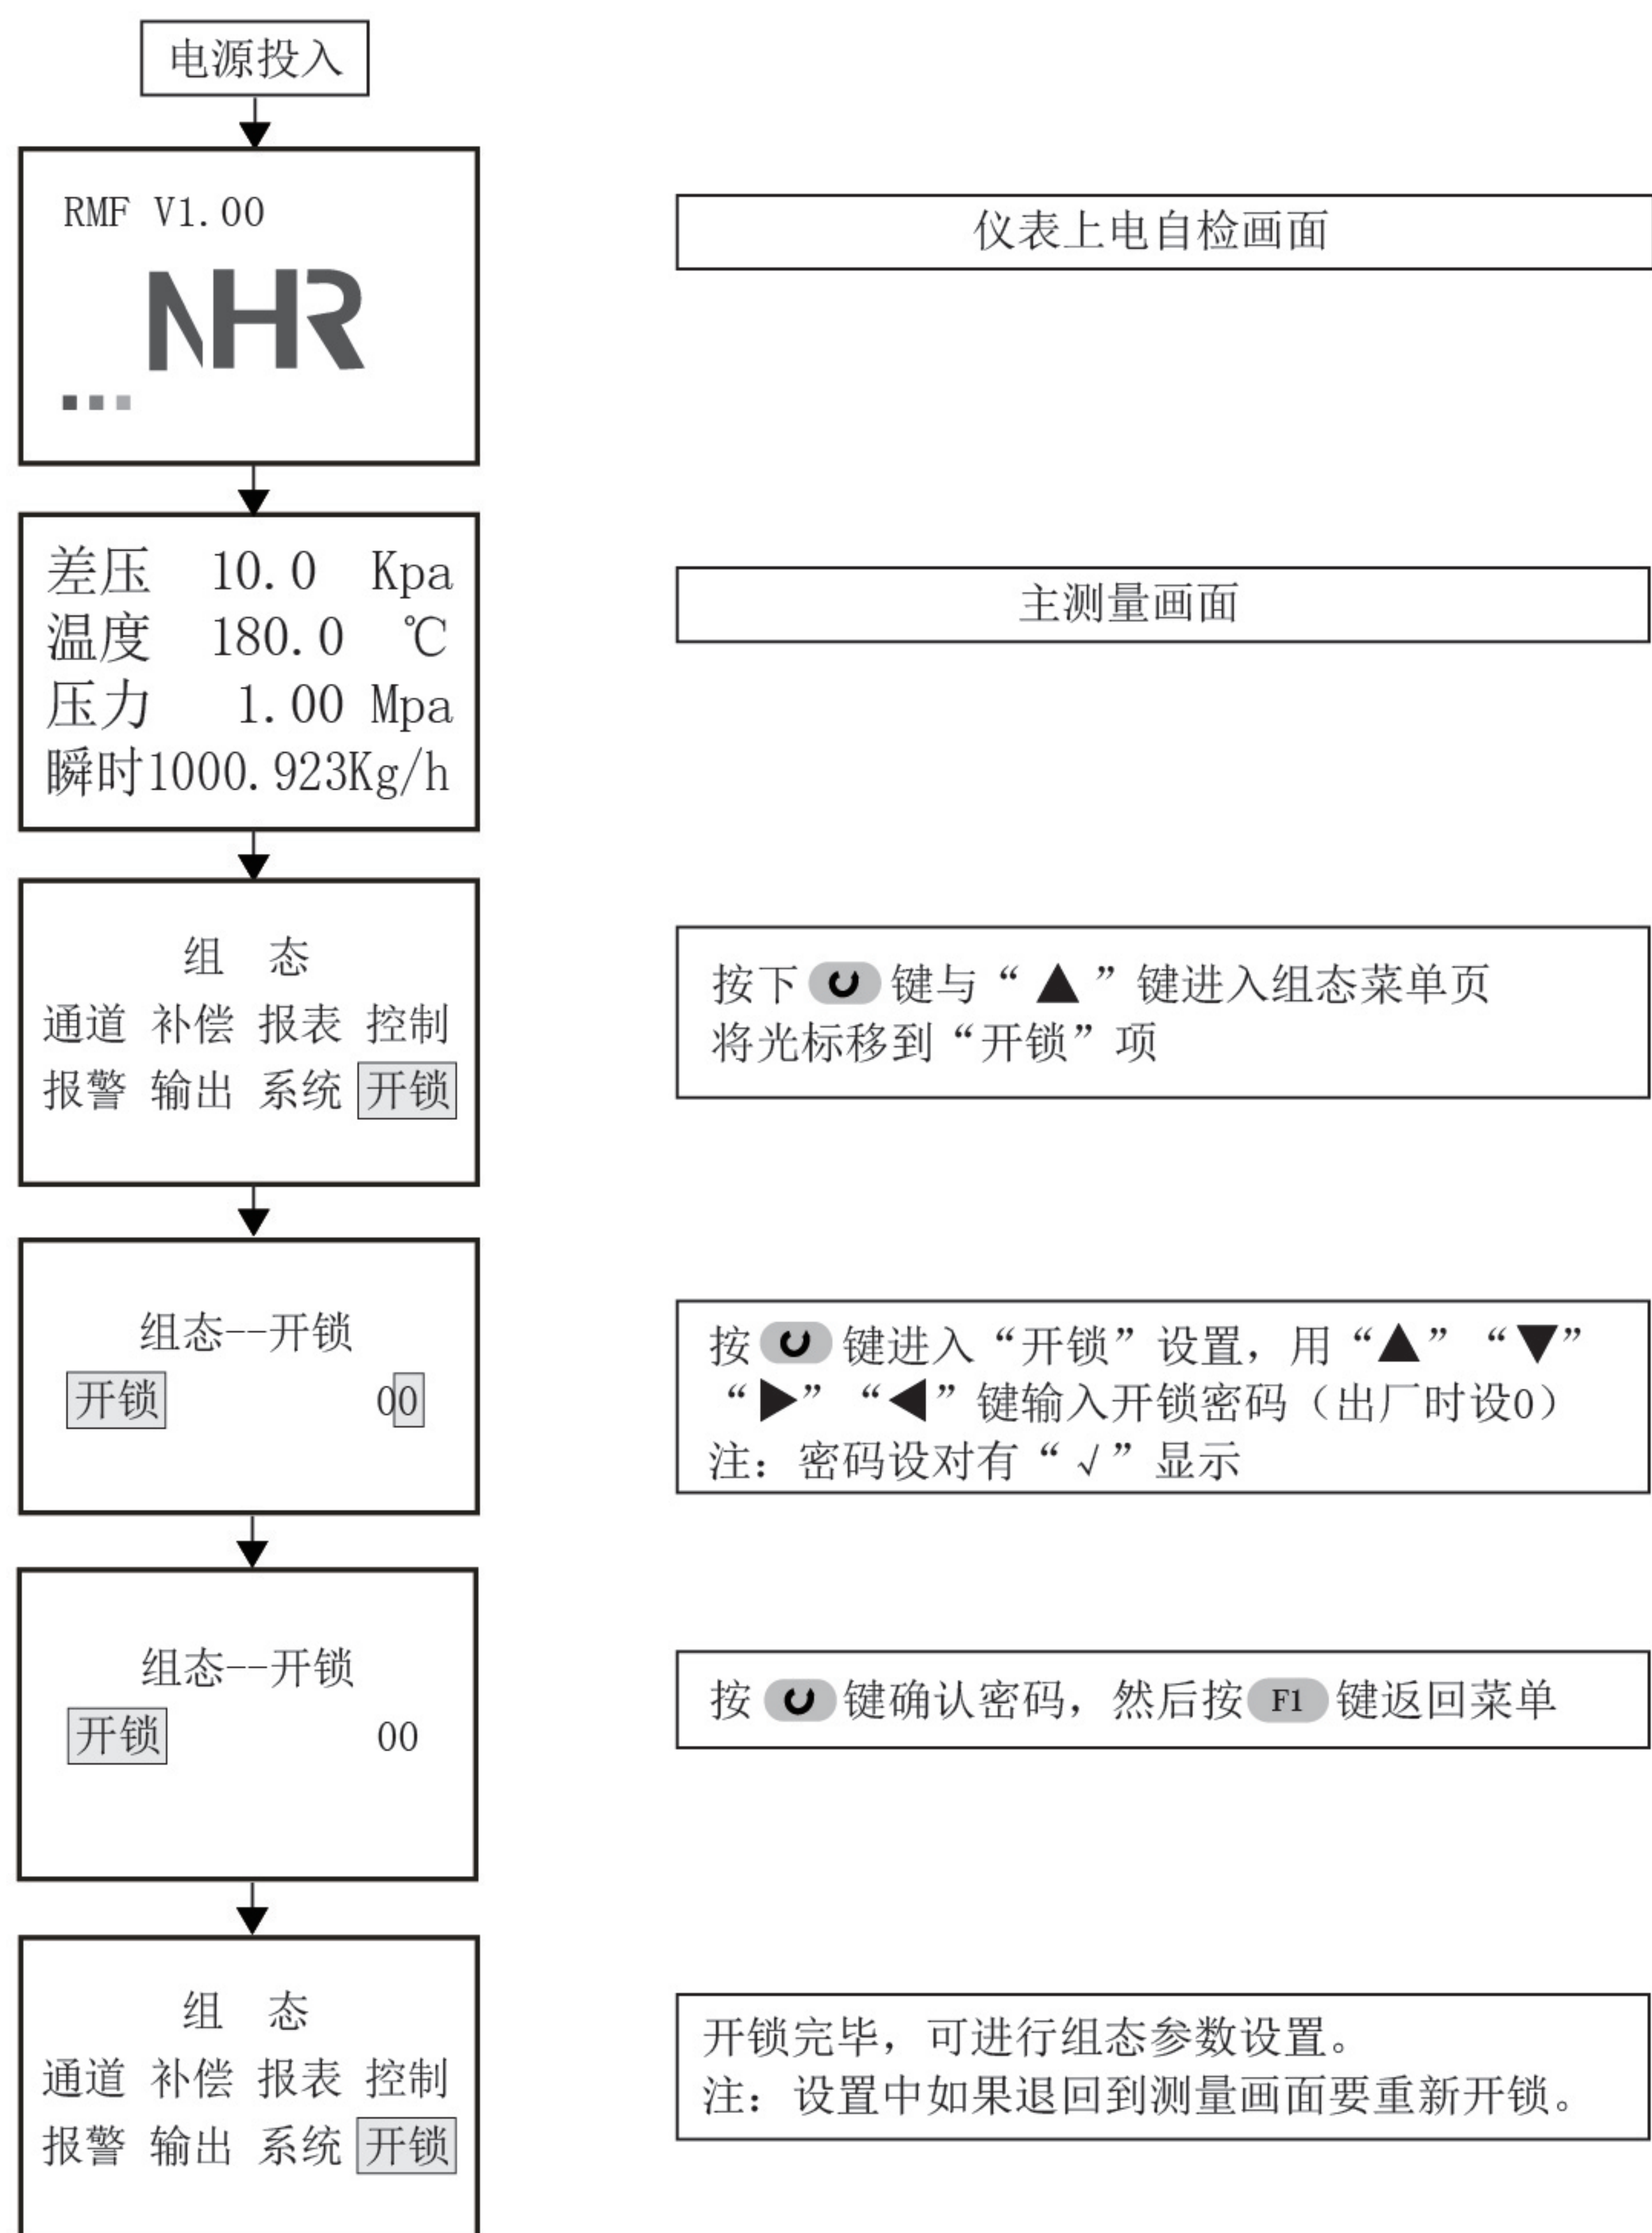 电源投入
RMF V1.00
NHR
仪表上电自检画面
差压 10.0 Kpa
温度 180.0 ℃
压力 1.00 Mpa
瞬时1000.923Kg/h
主测量画面
组 态
通道 补偿 报表 控制
报警 输出 系统 开锁
按下 键与“▲”键进入组态菜单页
将光标移到“开锁”项
组态--开锁
开锁 00
按 键进入“开锁”设置，用“▲”“▼”
“▶”“◀”键输入开锁密码（出厂时设0）
注：密码设对有“√”显示
组态--开锁
开锁 00
按 键确认密码，然后按 F1 键返回菜单
组 态
通道 补偿 报表 控制
报警 输出 系统 开锁
开锁完毕，可进行组态参数设置。
注：设置中如果退回到测量画面要重新开锁。